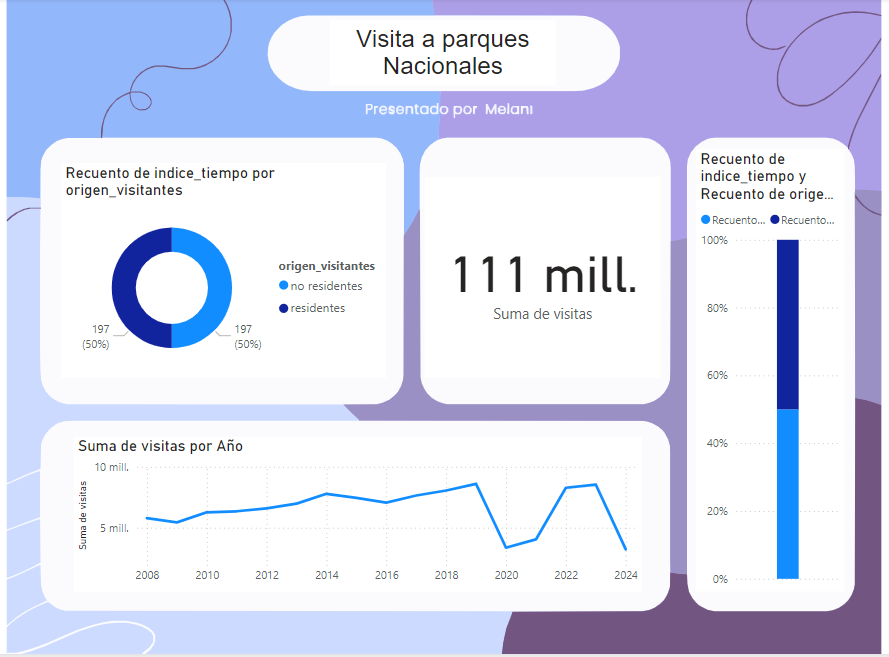 Visita a parques
Nacionales
Presentado por Melani
Recuento de indice_tiempo por
origen_visitantes
197
(50%)
197
(50%)
origen_visitantes
no residentes
residentes
111 mill.
Suma de visitas
Recuento de
indice_tiempo y
Recuento de orige...
Recuento...
Recuento...
100%
80%
60%
40%
20%
0%
Suma de visitas por Año
Suma de visitas
10 mill.
5 mill.
2008
2010
2012
2014
2016
2018
2020
2022
2024